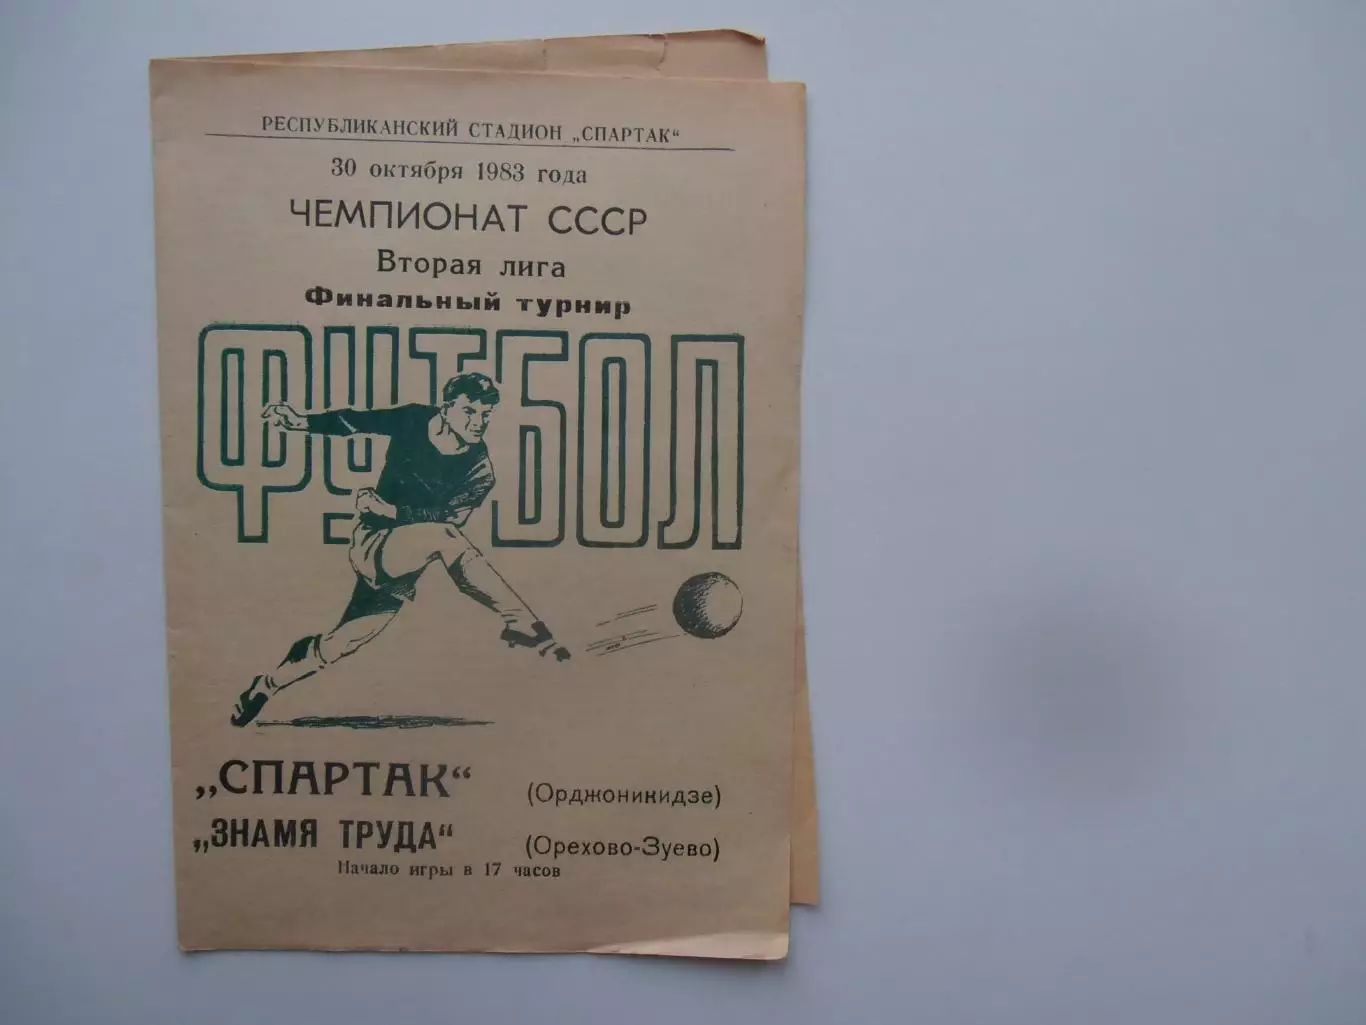 РЕСПУБЛИКАНСКИЙ СТАДИОН „СПАРТАК“
30 октября 1983 года
ЧЕМПИОНАТ СССР
Вторая лига
Финальный турнир
ФУТБОЛ
„СПАРТАК“ (Орджоникидзе)
„ЗНАМЯ ТРУДА“ (Орехово-Зуево)
Начало игры в 17 часов